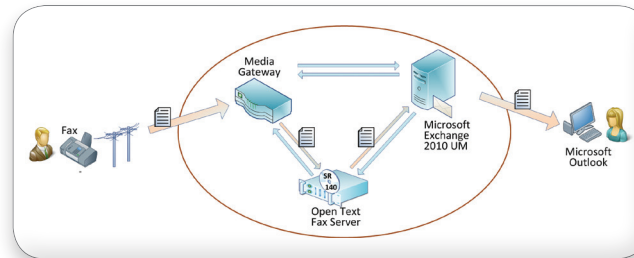 Media
Gateway
Fax
Microsoft
Exchange
2010 UM
Microsoft
Outlook
SR
140
Open Text
Fax Server